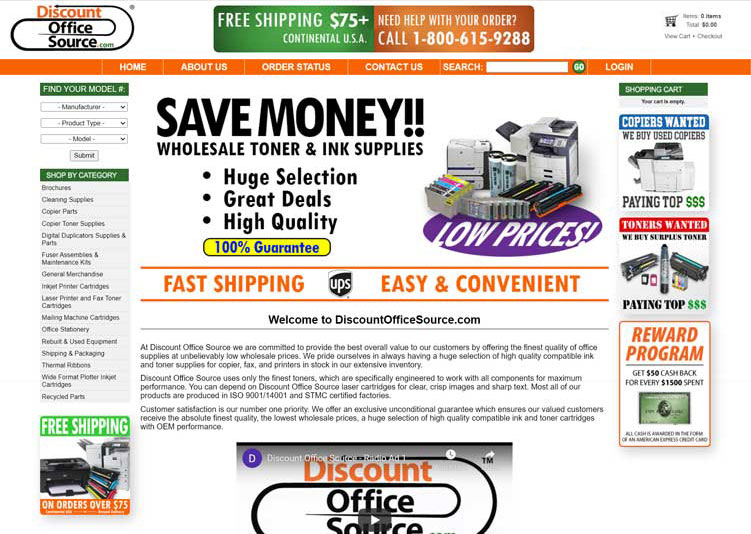 Discount
Office
Source.com
®
FREE SHIPPING $75+
CONTINENTAL U.S.A.
NEED HELP WITH YOUR ORDER?
CALL 1-800-615-9288
Items: 0 items
Total: $0.00
View Cart • Checkout
HOME
ABOUT US
ORDER STATUS
CONTACT US
SEARCH:
GO
LOGIN
FIND YOUR MODEL #:
- Manufacturer -
- Product Type -
- Model -
Submit
SHOP BY CATEGORY
Brochures
Cleaning Supplies
Copier Parts
Copier Toner Supplies
Digital Duplicators Supplies &
Parts
Fuser Assemblies &
Maintenance Kits
General Merchandise
Inkjet Printer Cartridges
Laser Printer and Fax Toner
Cartridges
Mailing Machine Cartridges
Office Stationery
Rebuilt & Used Equipment
Shipping & Packaging
Thermal Ribbons
Wide Format Plotter Inkjet
Cartridges
Recycled Parts
FREE SHIPPING
ON ORDERS OVER $75
SAVE MONEY!!
WHOLESALE TONER & INK SUPPLIES
• Huge Selection
• Great Deals
• High Quality
100% Guarantee
LOW PRICES!
FAST SHIPPING
ups
EASY & CONVENIENT
Welcome to DiscountOfficeSource.com
At Discount Office Source we are committed to provide the best overall value to our customers by offering the finest quality of office
supplies at unbelievably low wholesale prices. We pride ourselves in always having a huge selection of high quality compatible ink
and toner supplies for copier, fax, and printers in stock in our extensive inventory.
Discount Office Source uses only the finest toners, which are specifically engineered to work with all components for maximum
performance. You can depend on Discount Office Source laser cartridges for clear, crisp images and sharp text. Most all of our
products are produced in ISO 9001/14001 and STMC certified factories.
Customer satisfaction is our number one priority. We offer an exclusive unconditional guarantee which ensures our valued customers
receive the absolute finest quality, the lowest wholesale prices, a huge selection of high quality compatible ink and toner cartridges
with OEM performance.
D
Discount Office Source - Radio Ad 1
Discount
TM
Office
Source.com
SHOPPING CART
Your cart is empty.
COPIERS WANTED
WE BUY USED COPIERS
PAYING TOP $$$
TONERS WANTED
WE BUY SURPLUS TONER
PAYING TOP $$$
REWARD
PROGRAM
GET $50 CASH BACK
FOR EVERY $1500 SPENT
ALL CASH IS AWARDED IN THE FORM
OF AN AMERICAN EXPRESS CREDIT CARD